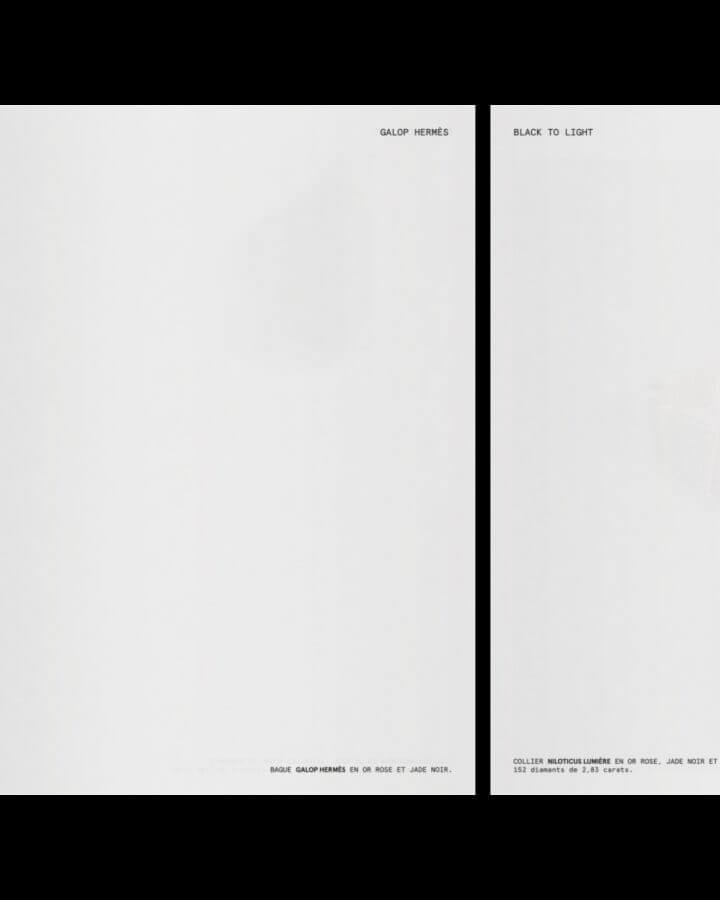 GALOP HERMÈS
BAGUE GALOP HERMÈS EN OR ROSE ET JADE NOIR.
BLACK TO LIGHT
COLLIER NILOTICUS LUMIÈRE EN OR ROSE, JADE NOIR ET
152 diamants de 2,83 carats.